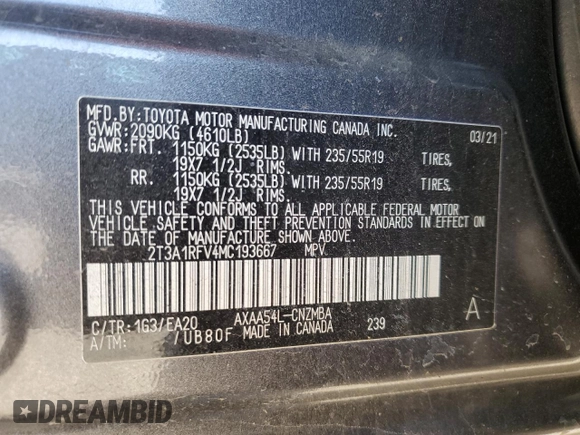 MFD.BY:TOYOTA MOTOR MANUFACTURING CANADA INC.
GVWR:2090KG (4610LB) 03/21
GAWR:FRT. 1150KG (2535LB) WITH 235/55R19 TIRES,
19X7 1/2J RIMS.
RR. 1150KG (2535LB) WITH 235/55R19 TIRES,
19X7 1/2J RIMS.
THIS VEHICLE CONFORMS TO ALL APPLICABLE FEDERAL MOTOR
VEHICLE SAFETY AND THEFT PREVENTION STANDARDS IN EFFECT ON
THE DATE OF MANUFACTURE SHOWN ABOVE.
2T3A1RFV4MC193667 MPV
C/TR:1G3/EA20 AXAA54L-CNZMBA A
A/TM: /UB80F MADE IN CANADA 239
DREAMBID